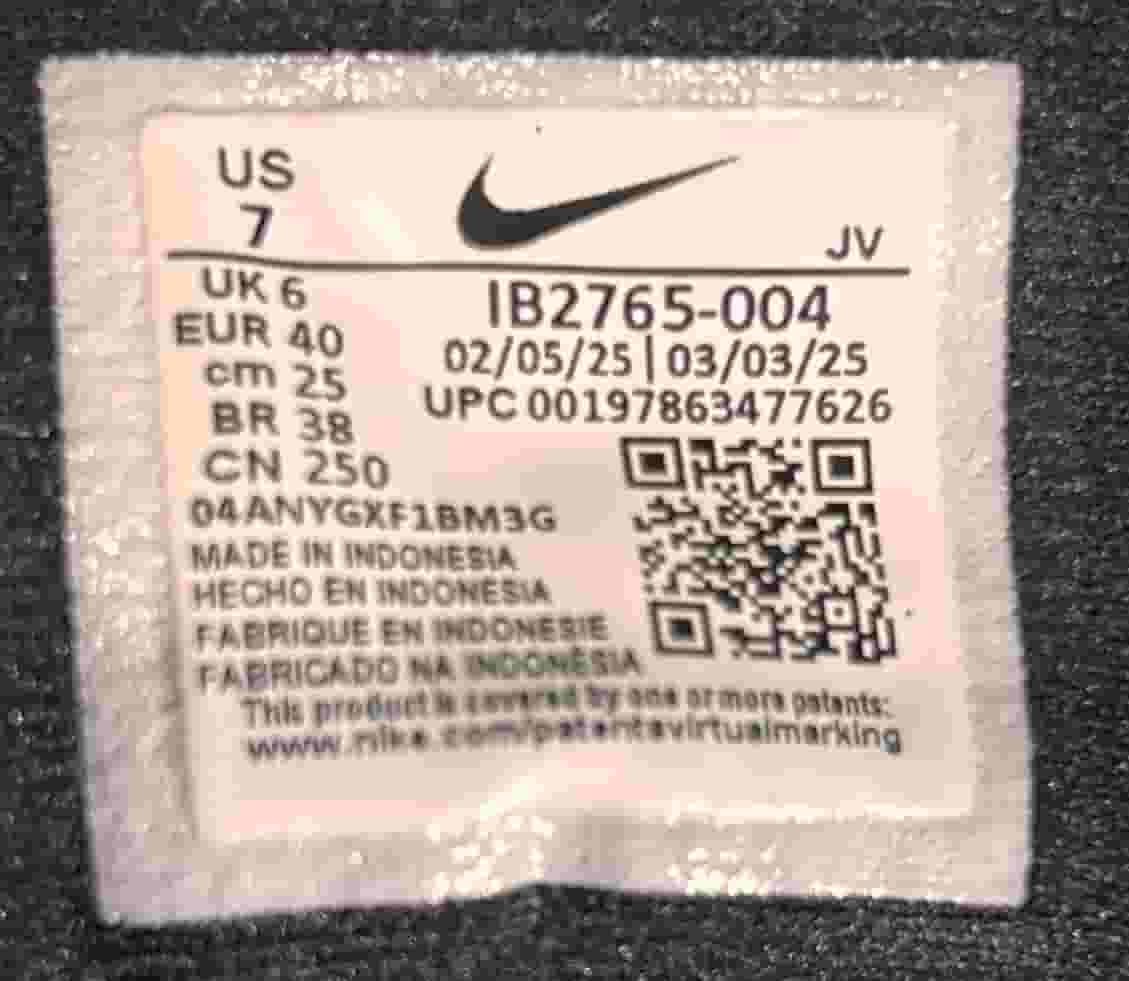 US
7
JV
UK 6
EUR 40
cm 25
BR 38
CN 250
IB2765-004
02/05/25 | 03/03/25
UPC 00197863477626
04ANYGXF1BM3G
MADE IN INDONESIA
HECHO EN INDONESIA
FABRIQUE EN INDONESIE
FABRICADO NA INDONÉSIA
This product is covered by one or more patents:
www.nike.com/patentsvirtualmarking